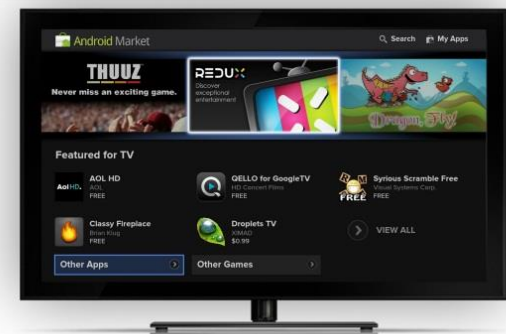 Android Market
Search
My Apps
THUUZ
Never miss an exciting game.
REDUX
Discover
exceptional
entertainment
Dragon, Fly!
Featured for TV
AOL HD.
AOL HD
AOL
FREE
QELLO for GoogleTV
HD Concert Films
FREE
R M
FREE
Syrious Scramble Free
Visual Systems Corp.
FREE
Classy Fireplace
Brian Klug
FREE
Droplets TV
XIMAD
$0.99
VIEW ALL
Other Apps
Other Games